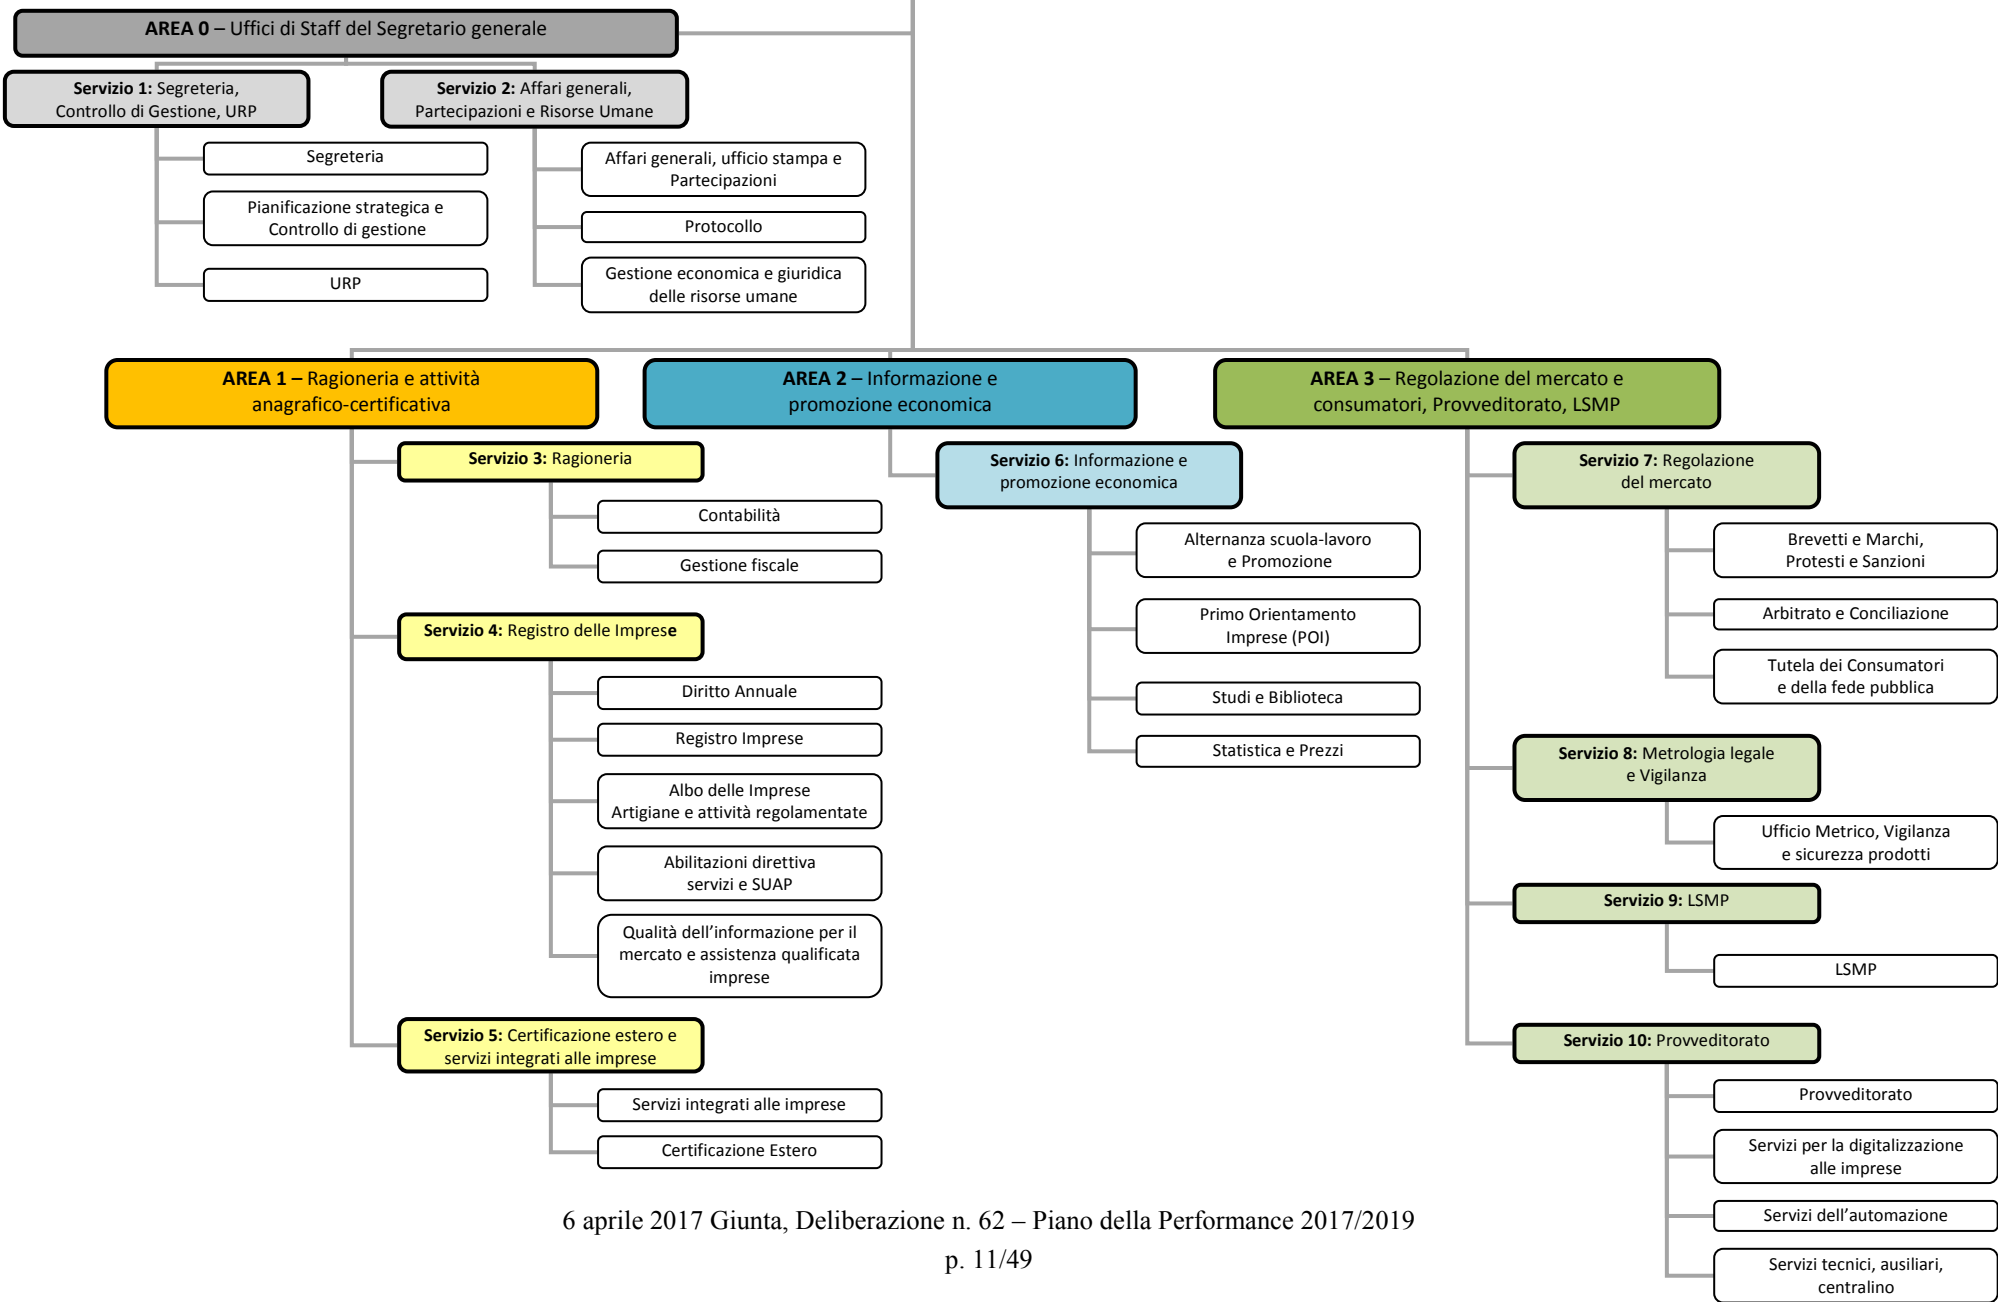 AREA 0 – Uffici di Staff del Segretario generale
Servizio 1: Segreteria,
Controllo di Gestione, URP
Segreteria
Pianificazione strategica e
Controllo di gestione
URP
Servizio 2: Affari generali,
Partecipazioni e Risorse Umane
Affari generali, ufficio stampa e
Partecipazioni
Protocollo
Gestione economica e giuridica
delle risorse umane
AREA 1 – Ragioneria e attività
anagrafico-certificativa
Servizio 3: Ragioneria
Contabilità
Gestione fiscale
Servizio 4: Registro delle Imprese
Diritto Annuale
Registro Imprese
Albo delle Imprese
Artigiane e attività regolamentate
Abilitazioni direttiva
servizi e SUAP
Qualità dell’informazione per il
mercato e assistenza qualificata
imprese
Servizio 5: Certificazione estero e
servizi integrati alle imprese
Servizi integrati alle imprese
Certificazione Estero
AREA 2 – Informazione e
promozione economica
Servizio 6: Informazione e
promozione economica
Alternanza scuola-lavoro
e Promozione
Primo Orientamento
Imprese (POI)
Studi e Biblioteca
Statistica e Prezzi
AREA 3 – Regolazione del mercato e
consumatori, Provveditorato, LSMP
Servizio 7: Regolazione
del mercato
Brevetti e Marchi,
Protesti e Sanzioni
Arbitrato e Conciliazione
Tutela dei Consumatori
e della fede pubblica
Servizio 8: Metrologia legale
e Vigilanza
Ufficio Metrico, Vigilanza
e sicurezza prodotti
Servizio 9: LSMP
LSMP
Servizio 10: Provveditorato
Provveditorato
Servizi per la digitalizzazione
alle imprese
Servizi dell’automazione
Servizi tecnici, ausiliari,
centralino
6 aprile 2017 Giunta, Deliberazione n. 62 – Piano della Performance 2017/2019
p. 11/49